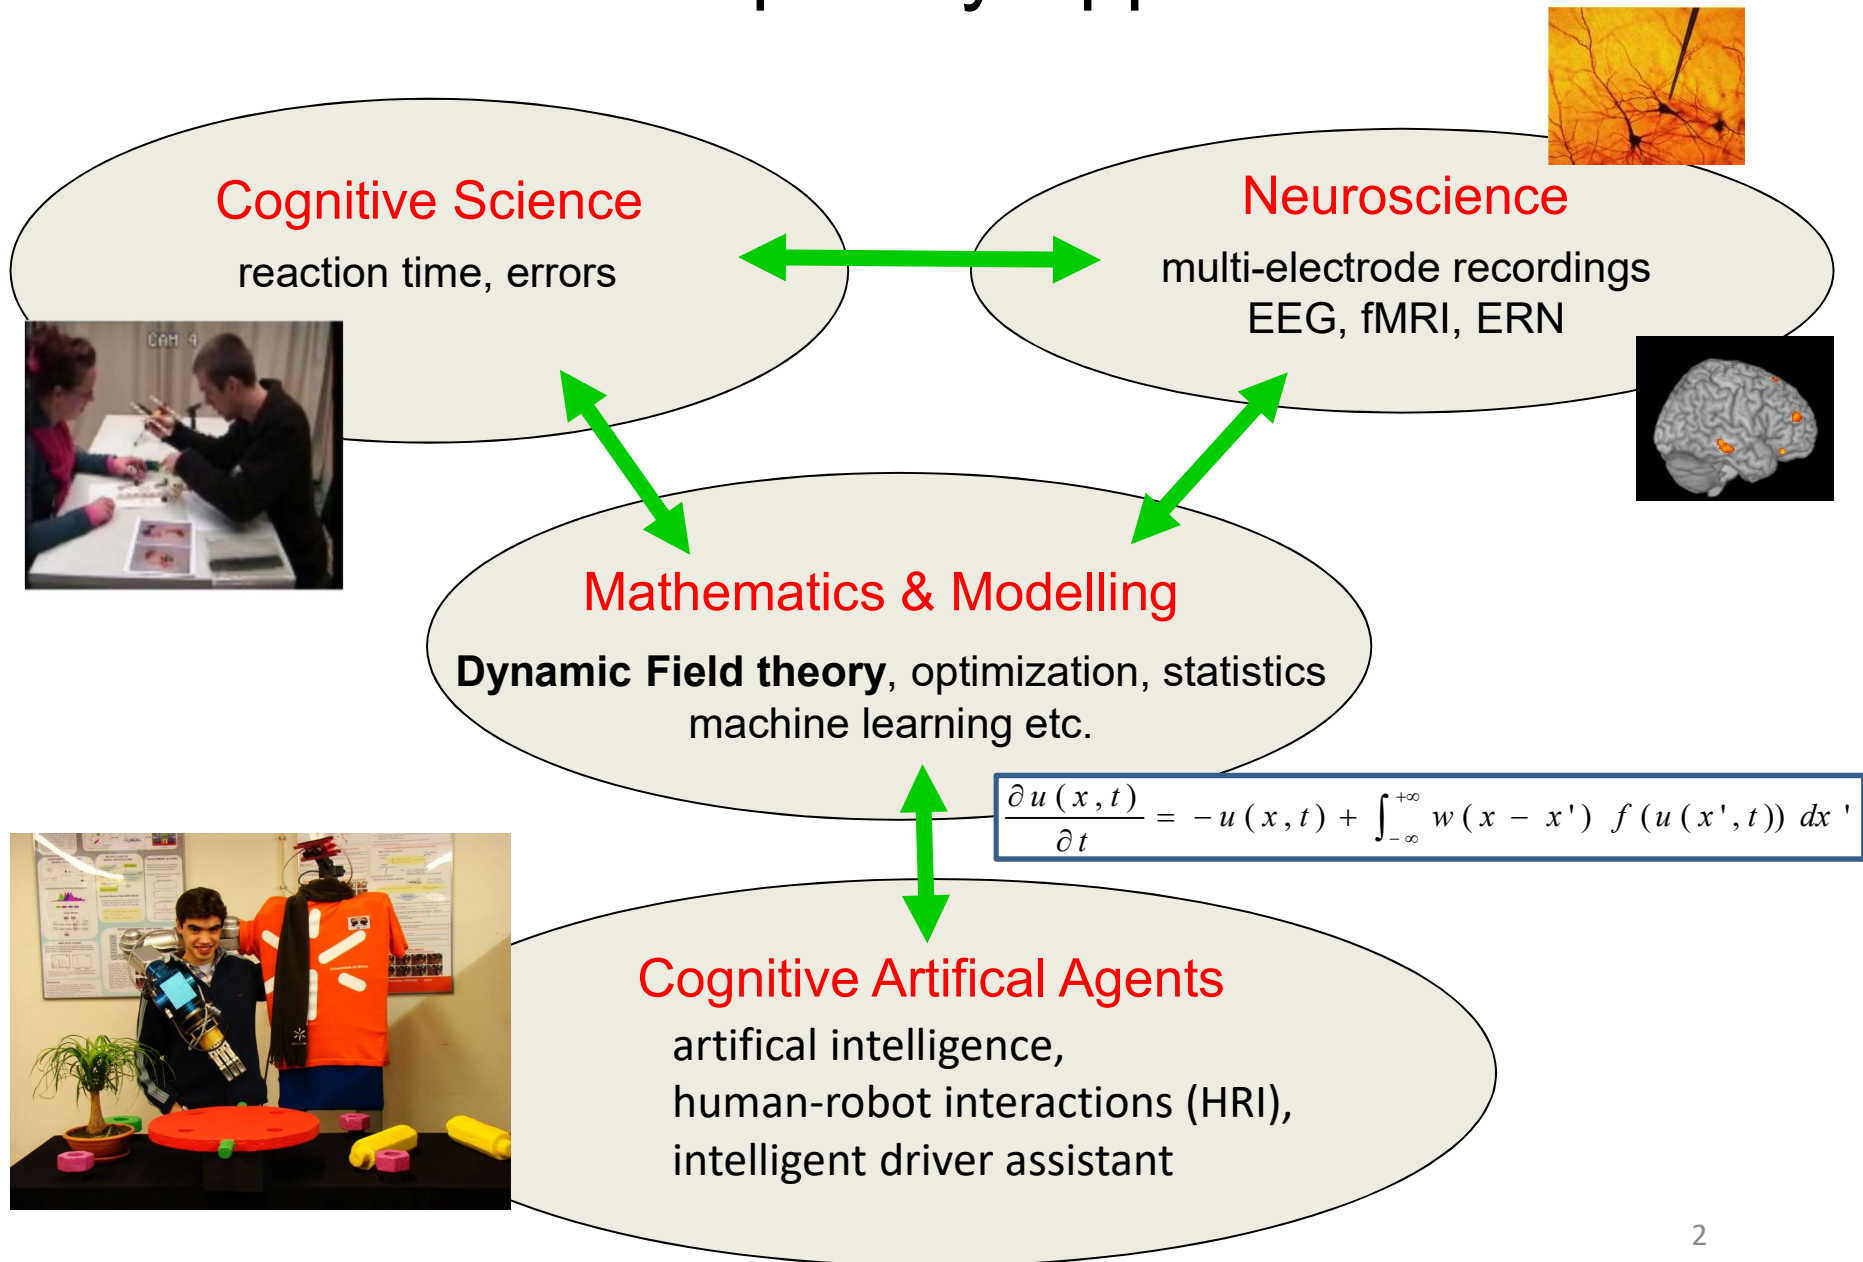 Cognitive Science
reaction time, errors
Neuroscience
multi-electrode recordings
EEG, fMRI, ERN
CAM 4
Mathematics & Modelling
Dynamic Field theory, optimization, statistics
machine learning etc.
∂u(x,t)/∂t = −u(x,t) + ∫_{−∞}^{+∞} w(x − x') f(u(x',t)) dx'
Cognitive Artifical Agents
artifical intelligence,
human-robot interactions (HRI),
intelligent driver assistant
2